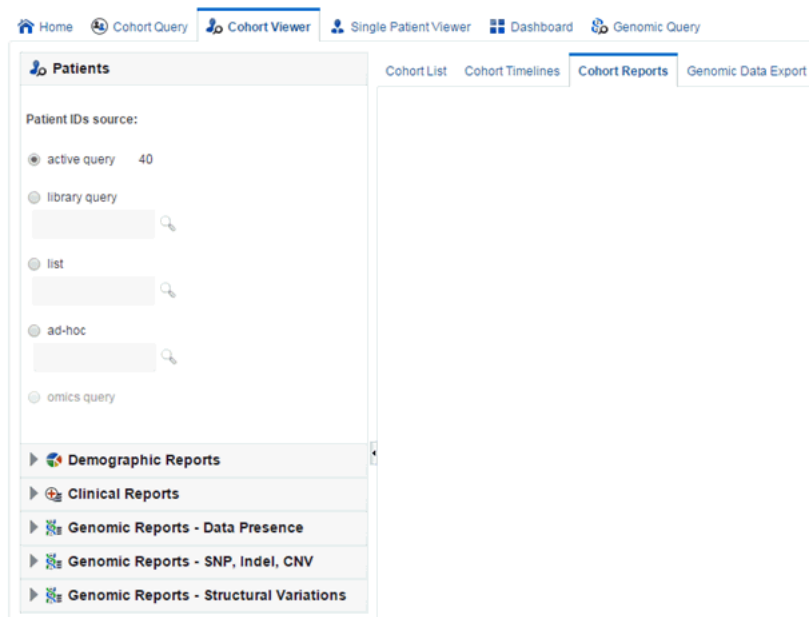 Home Cohort Query Cohort Viewer Single Patient Viewer Dashboard Genomic Query
Patients
Cohort List Cohort Timelines Cohort Reports Genomic Data Export
Patient IDs source:
active query 40
library query
list
ad-hoc
omics query
Demographic Reports
Clinical Reports
Genomic Reports - Data Presence
Genomic Reports - SNP, Indel, CNV
Genomic Reports - Structural Variations